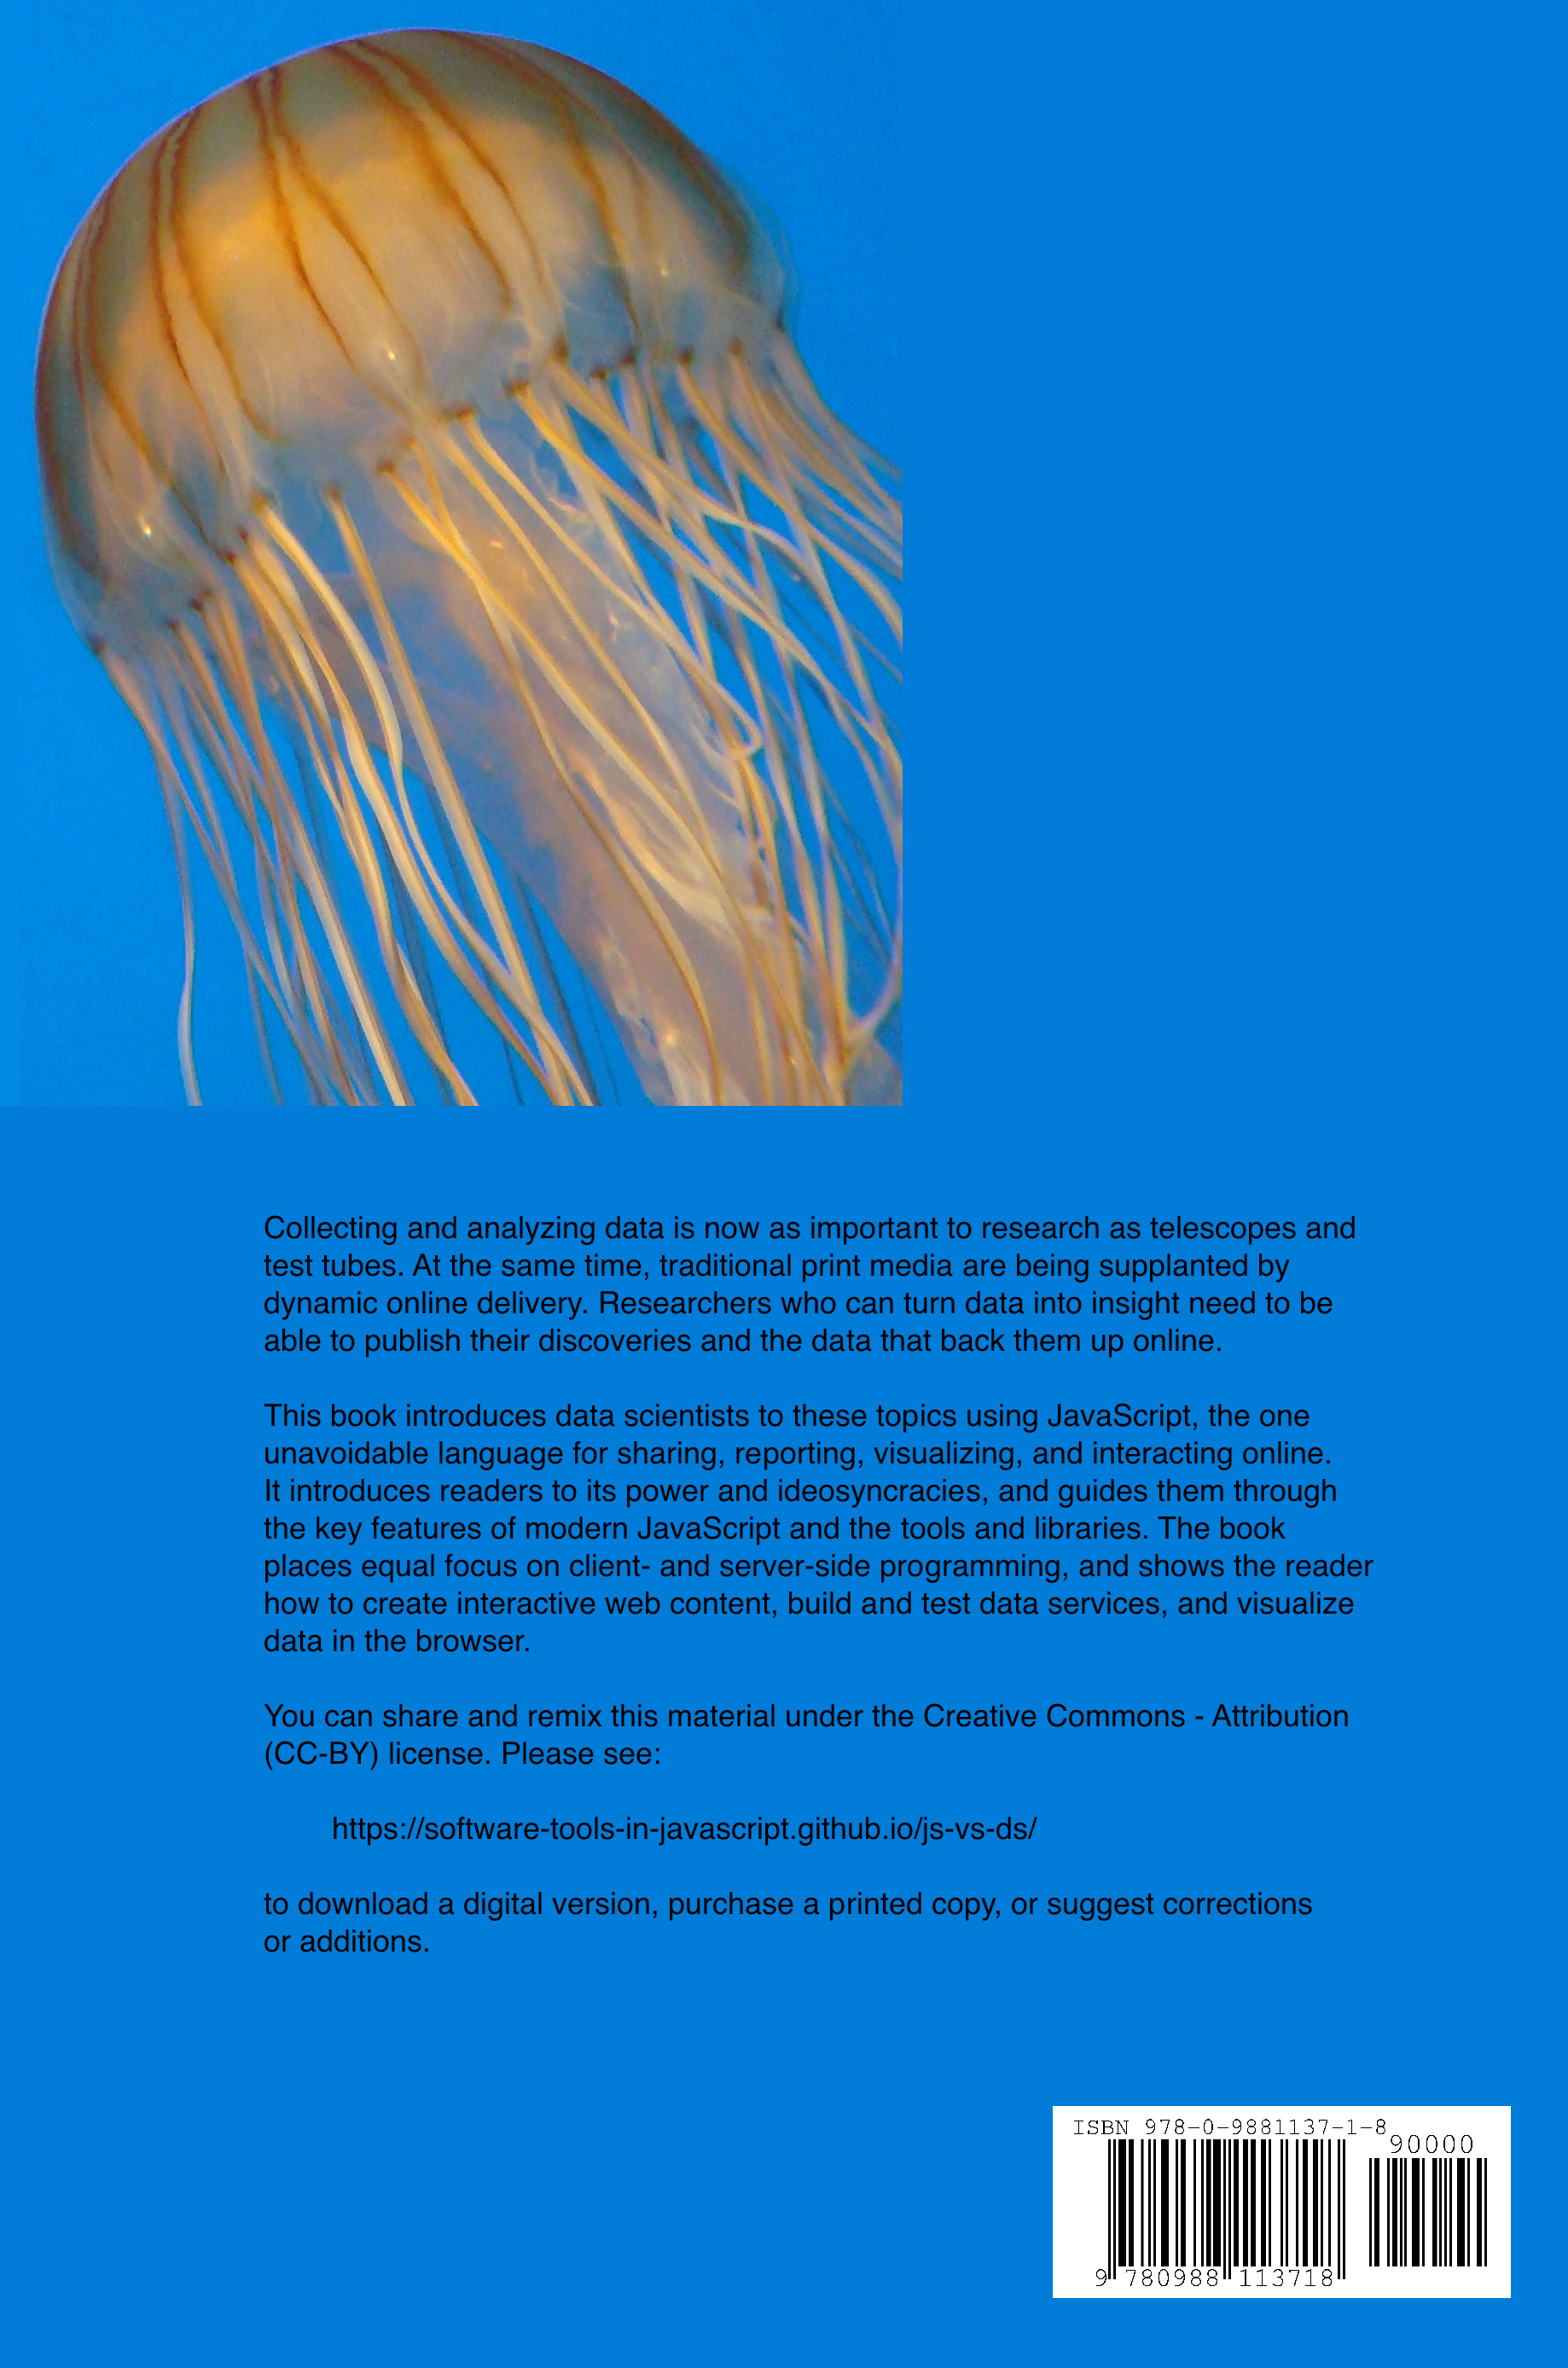 Collecting and analyzing data is now as important to research as telescopes and
test tubes. At the same time, traditional print media are being supplanted by
dynamic online delivery. Researchers who can turn data into insight need to be
able to publish their discoveries and the data that back them up online.
This book introduces data scientists to these topics using JavaScript, the one
unavoidable language for sharing, reporting, visualizing, and interacting online.
It introduces readers to its power and ideosyncracies, and guides them through
the key features of modern JavaScript and the tools and libraries. The book
places equal focus on client- and server-side programming, and shows the reader
how to create interactive web content, build and test data services, and visualize
data in the browser.
You can share and remix this material under the Creative Commons - Attribution
(CC-BY) license. Please see:
https://software-tools-in-javascript.github.io/js-vs-ds/
to download a digital version, purchase a printed copy, or suggest corrections
or additions.
ISBN 978-0-9881137-1-8
90000
9 780988 113718